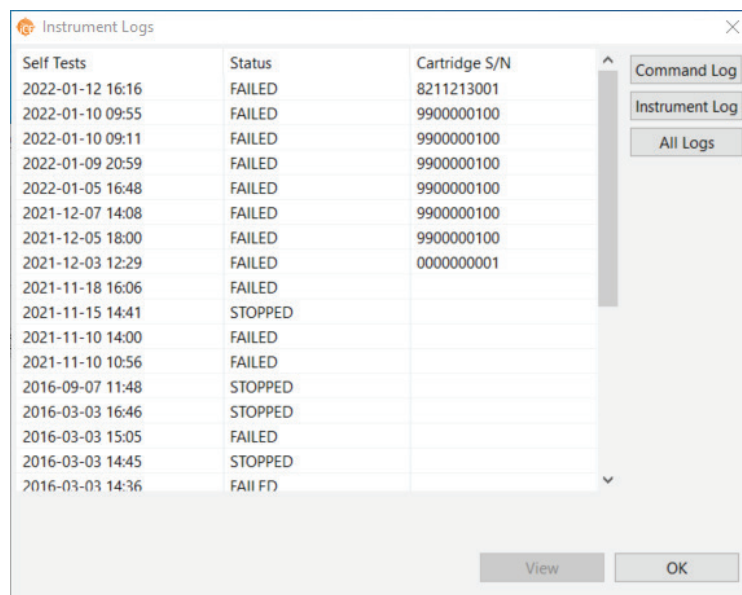 Instrument Logs
Self Tests Status Cartridge S/N
2022-01-12 16:16 FAILED 8211213001
2022-01-10 09:55 FAILED 9900000100
2022-01-10 09:11 FAILED 9900000100
2022-01-09 20:59 FAILED 9900000100
2022-01-05 16:48 FAILED 9900000100
2021-12-07 14:08 FAILED 9900000100
2021-12-05 18:00 FAILED 9900000100
2021-12-03 12:29 FAILED 0000000001
2021-11-18 16:06 FAILED
2021-11-15 14:41 STOPPED
2021-11-10 14:00 FAILED
2021-11-10 10:56 FAILED
2016-09-07 11:48 STOPPED
2016-03-03 16:46 STOPPED
2016-03-03 15:05 FAILED
2016-03-03 14:45 STOPPED
2016-03-03 14:36 FAILED
Command Log
Instrument Log
All Logs
View OK